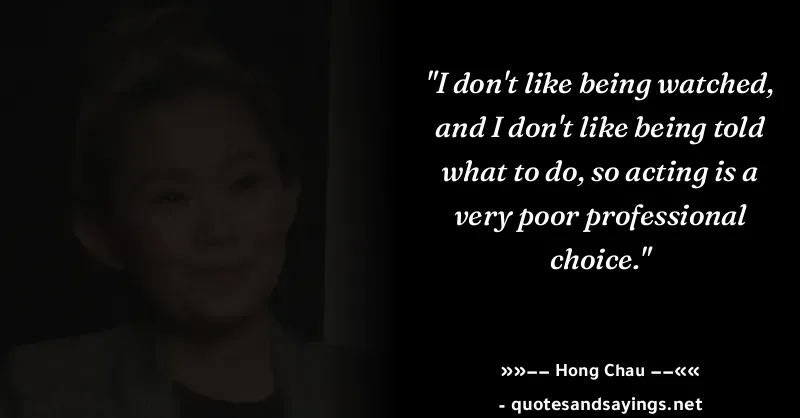 "I don't like being watched,
and I don't like being told
what to do, so acting is a
very poor professional
choice."
»»−− Hong Chau −−««
- quotesandsayings.net